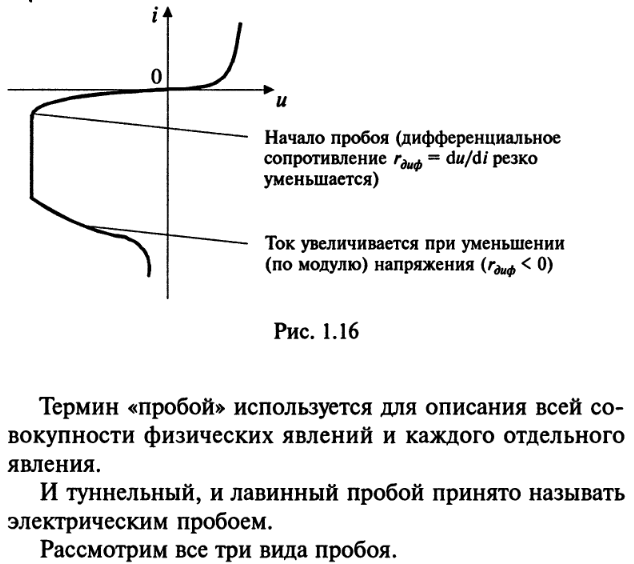 i
0
u
Начало пробоя (дифференциальное
сопротивление rдиф = du/di резко
уменьшается)
Ток увеличивается при уменьшении
(по модулю) напряжения (rдиф < 0)
Рис. 1.16
Термин «пробой» используется для описания всей со-
вокупности физических явлений и каждого отдельного
явления.
И туннельный, и лавинный пробой принято называть
электрическим пробоем.
Рассмотрим все три вида пробоя.